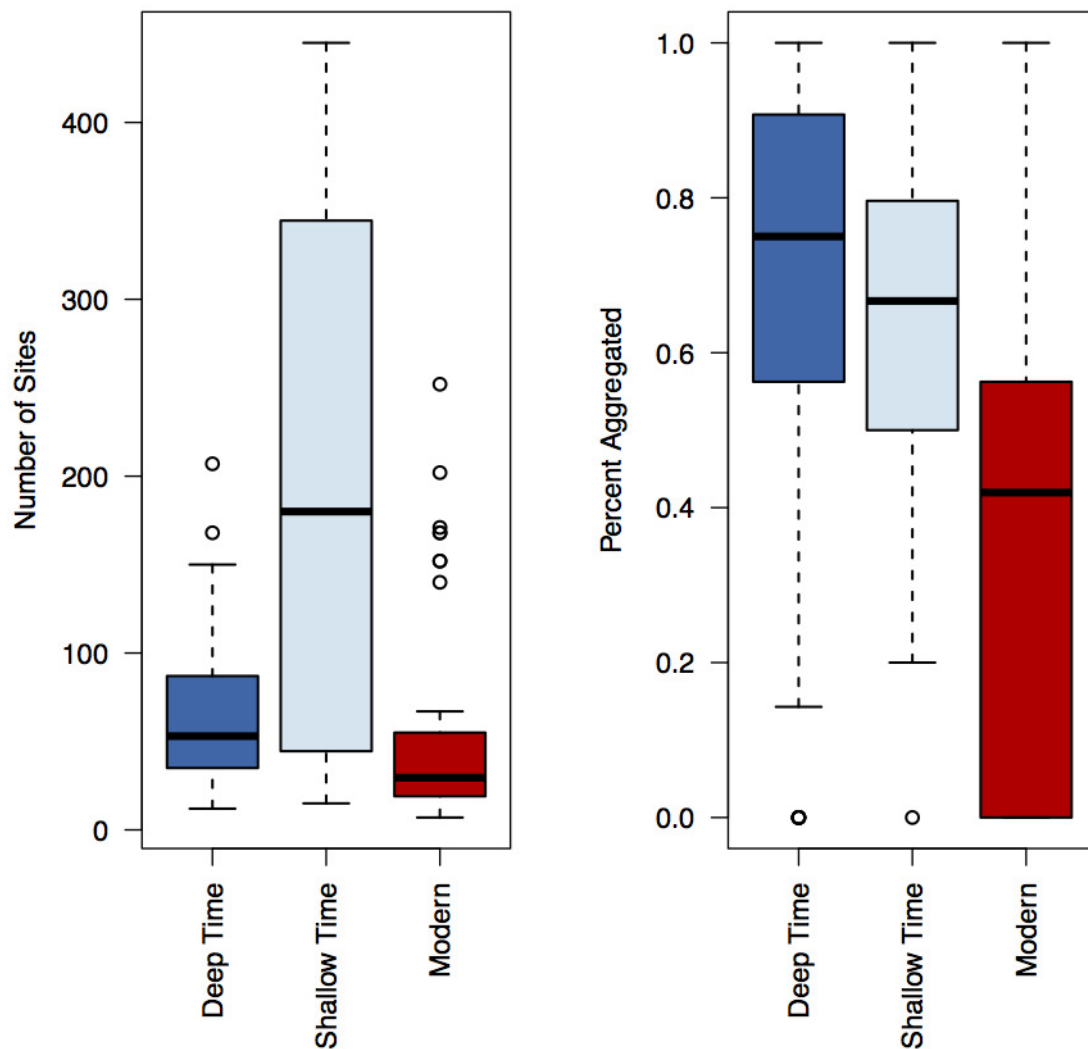 Number of Sites
400
300
200
100
0
Deep Time
Shallow Time
Modern
Percent Aggregated
1.0
0.8
0.6
0.4
0.2
0.0
Deep Time
Shallow Time
Modern